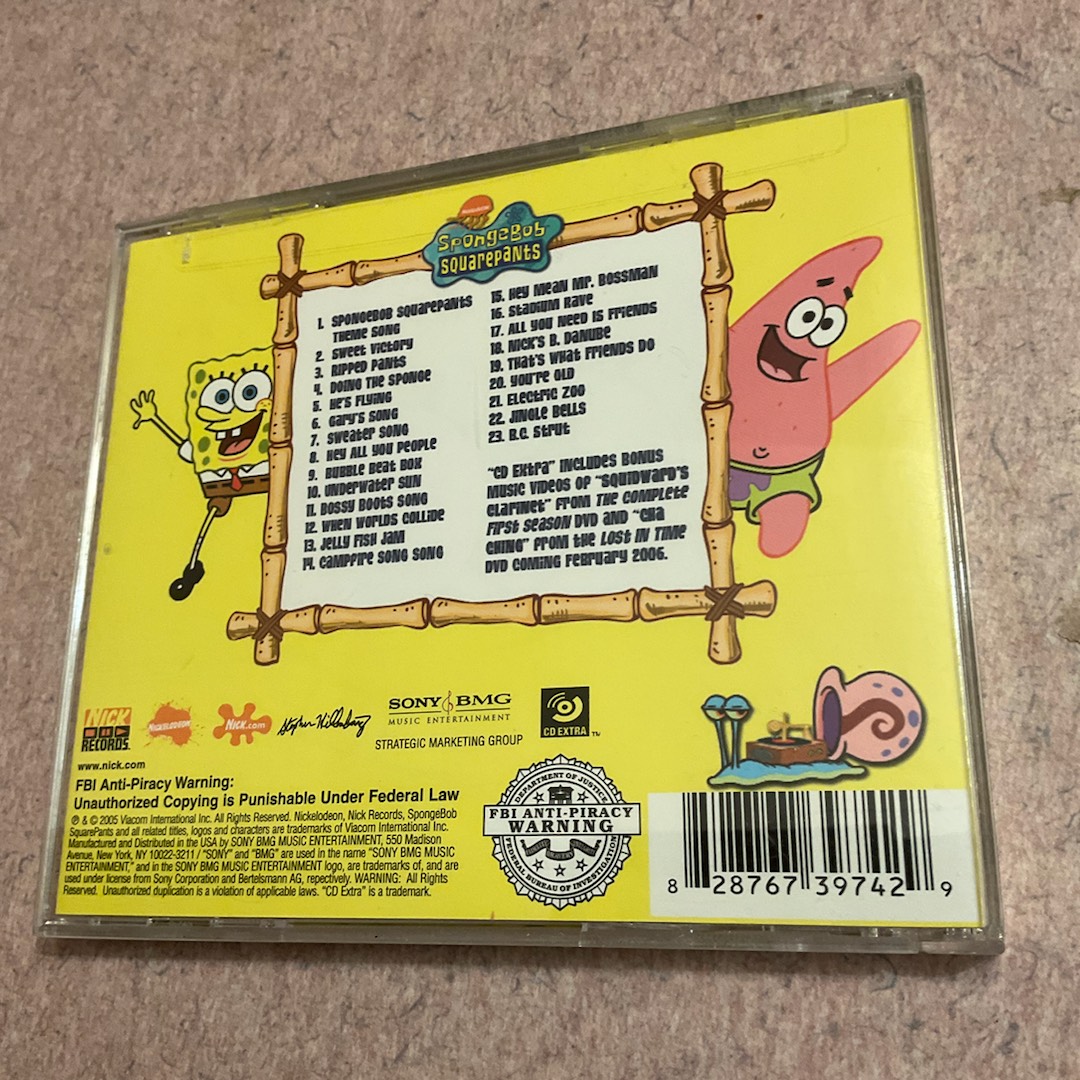 nickelodeon
SpongeBob
SQUAREPANTS
1. SPONGEBOB SQUAREPANTS
THEME SONG
2. SWEET VICTORY
3. RIPPED PANTS
4. DOING THE SPONGE
5. HE'S FLYING
6. GARY'S SONG
7. SWEATER SONG
8. HEY ALL YOU PEOPLE
9. BUBBLE BEAT BOX
10. UNDERWATER SUN
11. BOSSY BOOTS SONG
12. WHEN WORLDS COLLIDE
13. JELLY FISH JAM
14. CAMPFIRE SONG SONG
15. HEY MEAN MR. BOSSMAN
16. STADIUM RAVE
17. ALL YOU NEED IS FRIENDS
18. NICK'S B. DANUBE
19. THAT'S WHAT FRIENDS DO
20. YOU'RE OLD
21. ELECTRIC ZOO
22. JINGLE BELLS
23. B.C. STRUT
"CD EXTRA" INCLUDES BONUS
MUSIC VIDEOS OF "SQUIDWARD'S
CLARINET" FROM THE COMPLETE
FIRST SEASON DVD AND "CHA
CHING" FROM THE LOST IN TIME
DVD COMING FEBRUARY 2006.
NICK
RECORDS.
NICKELODEON
NICK.com
Stephen Hillenburg
SONY BMG
MUSIC ENTERTAINMENT
STRATEGIC MARKETING GROUP
CD EXTRA TM
www.nick.com
FBI Anti-Piracy Warning:
Unauthorized Copying is Punishable Under Federal Law
℗ & © 2005 Viacom International Inc. All Rights Reserved. Nickelodeon, Nick Records, SpongeBob
SquarePants and all related titles, logos and characters are trademarks of Viacom International Inc.
Manufactured and Distributed in the USA by SONY BMG MUSIC ENTERTAINMENT, 550 Madison
Avenue, New York, NY 10022-3211 / "SONY" and "BMG" are used in the name "SONY BMG MUSIC
ENTERTAINMENT," and in the SONY BMG MUSIC ENTERTAINMENT logo, are trademarks of, and are
used under license from Sony Corporation and Bertelsmann AG, repectively. WARNING: All Rights
Reserved. Unauthorized duplication is a violation of applicable laws. "CD Extra" is a trademark.
DEPARTMENT OF JUSTICE
FBI ANTI-PIRACY
WARNING
FEDERAL BUREAU OF INVESTIGATION
8 28767 39742 9